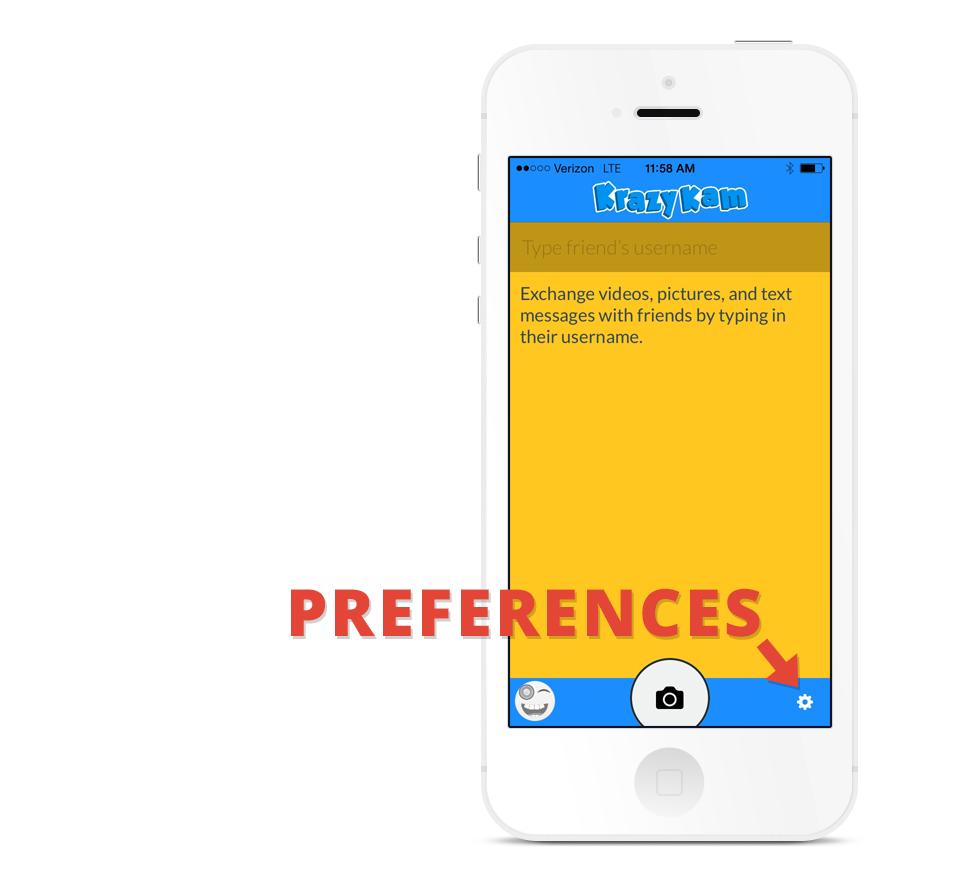 Verizon LTE 11:58 AM
KrazyKam
Type friend's username
Exchange videos, pictures, and text
messages with friends by typing in
their username.
PREFERENCES